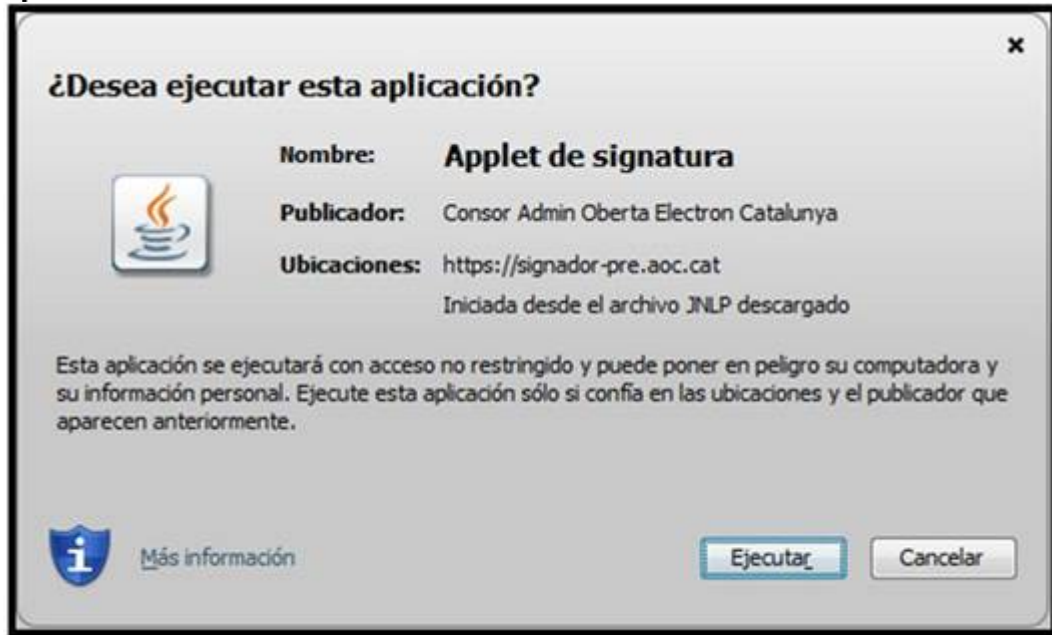 ¿Desea ejecutar esta aplicación?
Nombre: Applet de signatura
Publicador: Consor Admin Oberta Electron Catalunya
Ubicaciones: https://signador-pre.aoc.cat
Iniciada desde el archivo JNLP descargado
Esta aplicación se ejecutará con acceso no restringido y puede poner en peligro su computadora y
su información personal. Ejecute esta aplicación sólo si confía en las ubicaciones y el publicador que
aparecen anteriormente.
Más información
Ejecutar
Cancelar